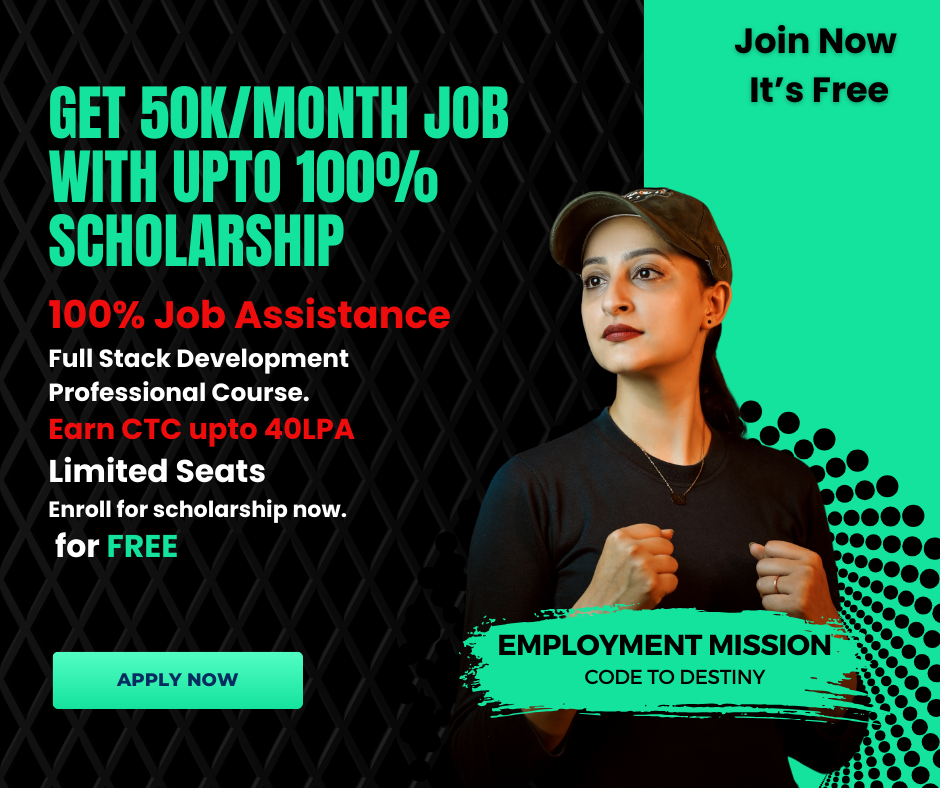 Join Now
It's Free
GET 50K/MONTH JOB
WITH UPTO 100%
SCHOLARSHIP
100% Job Assistance
Full Stack Development
Professional Course.
Earn CTC upto 40LPA
Limited Seats
Enroll for scholarship now.
for FREE
APPLY NOW
EMPLOYMENT MISSION
CODE TO DESTINY